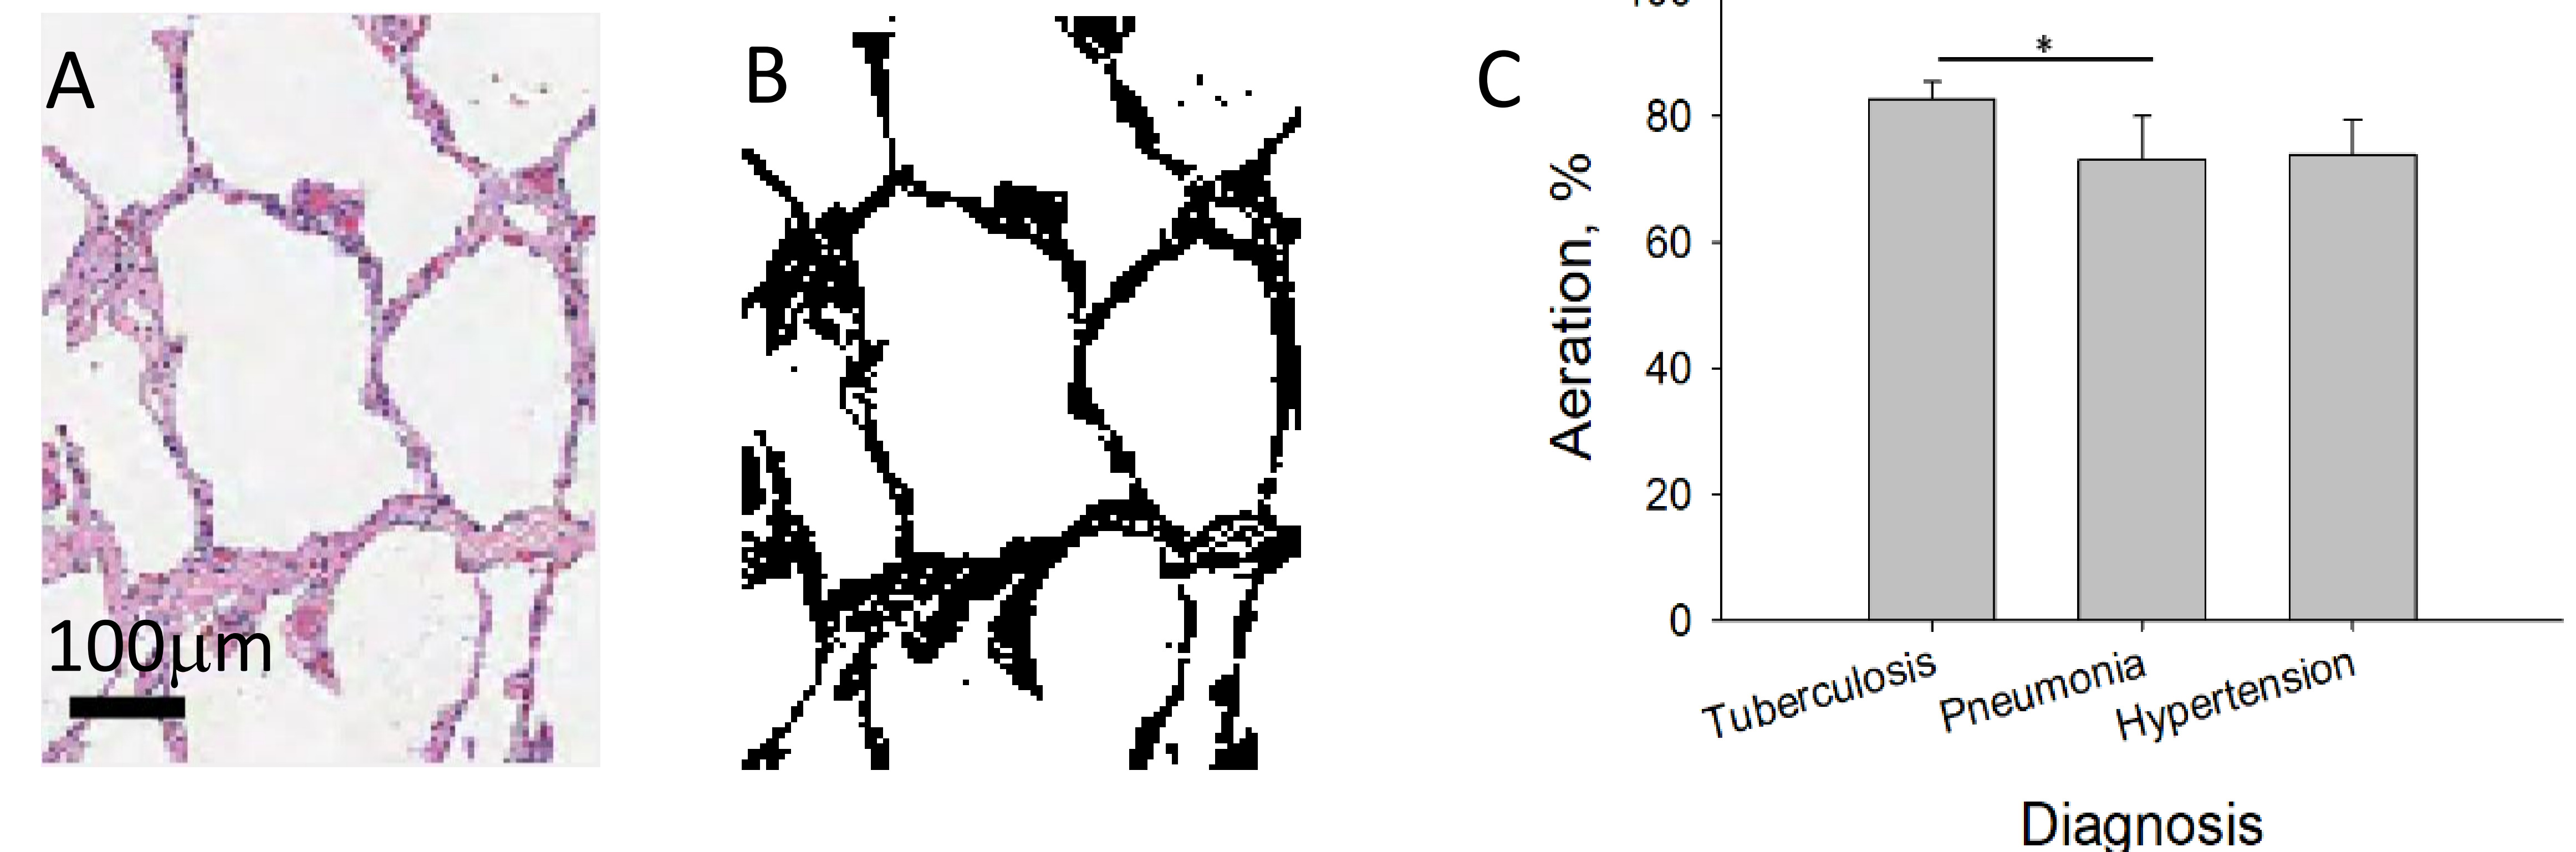 A
100μm
B
C
Aeration, %
80
60
40
20
0
*
Tuberculosis
Pneumonia
Hypertension
Diagnosis